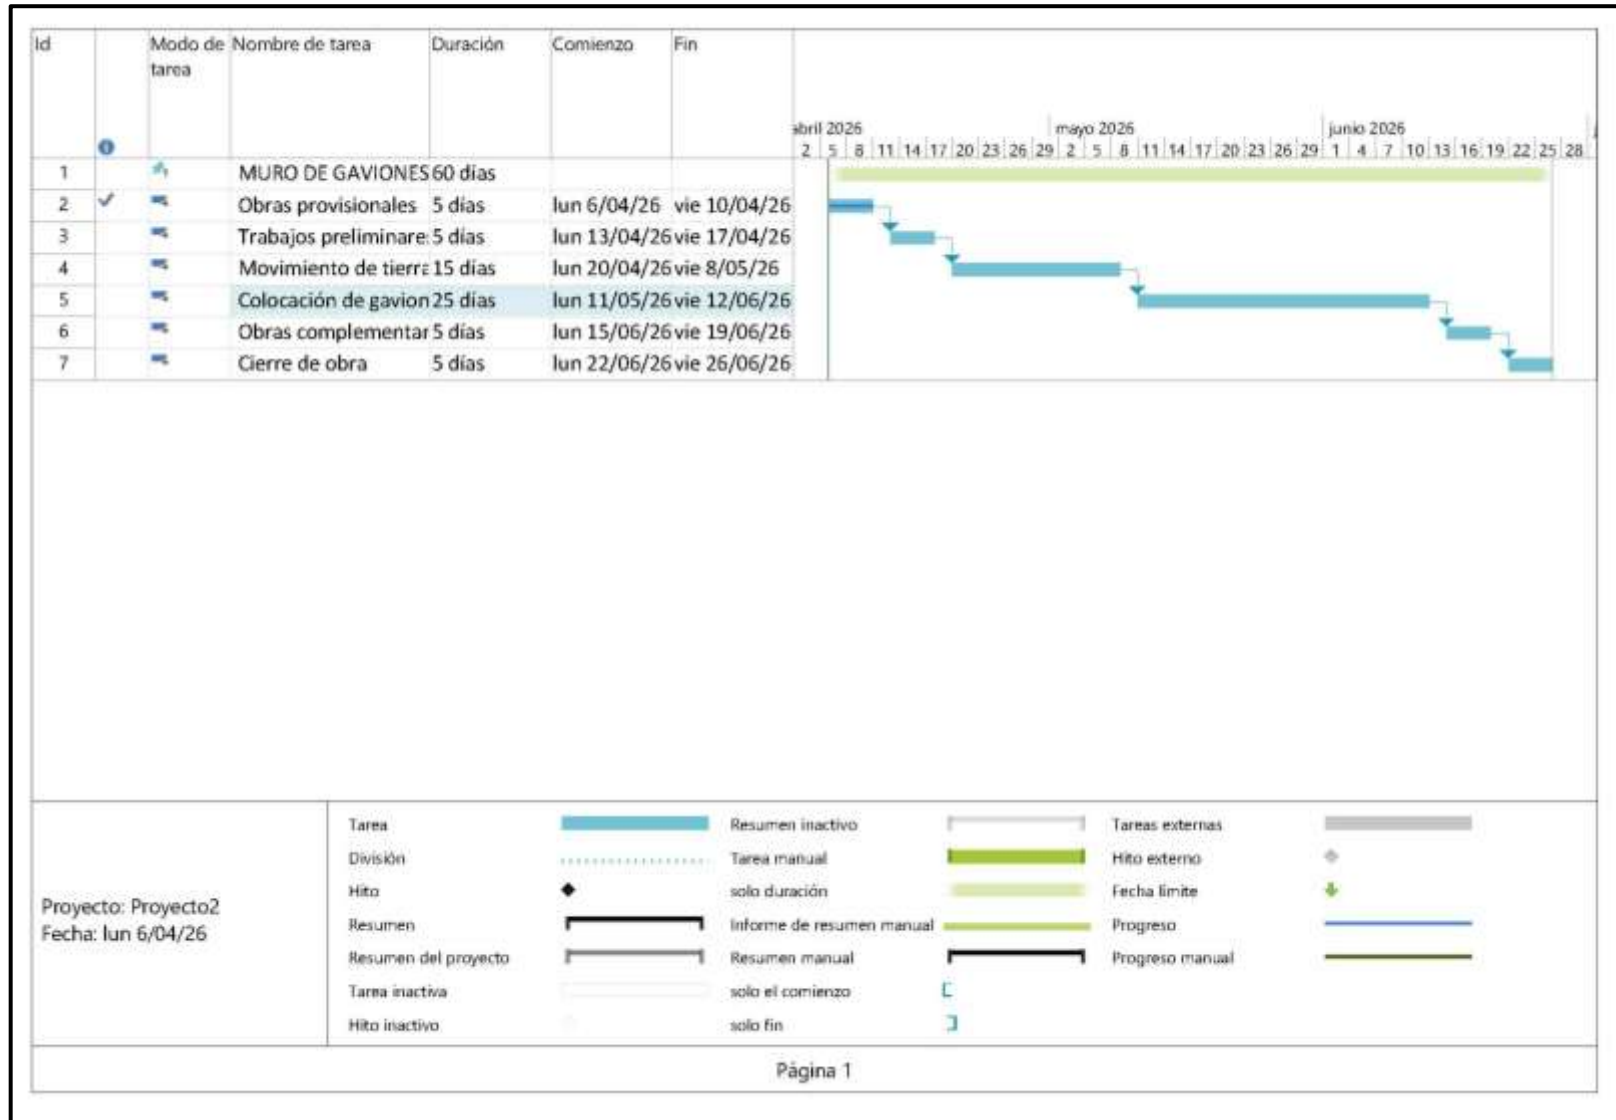 Id Modo de Nombre de tarea Duración Comienzo Fin
tarea
abril 2026 mayo 2026 junio 2026
2 5 8 11 14 17 20 23 26 29 2 5 8 11 14 17 20 23 26 29 1 4 7 10 13 16 19 22 25 28
1 MURO DE GAVIONES 60 días
2 Obras provisionales 5 días lun 6/04/26 vie 10/04/26
3 Trabajos preliminare 5 días lun 13/04/26 vie 17/04/26
4 Movimiento de tierra 15 días lun 20/04/26 vie 8/05/26
5 Colocación de gavion 25 días lun 11/05/26 vie 12/06/26
6 Obras complementar 5 días lun 15/06/26 vie 19/06/26
7 Cierre de obra 5 días lun 22/06/26 vie 26/06/26
Proyecto: Proyecto2
Fecha: lun 6/04/26
Tarea Resumen inactivo Tareas externas
División Tarea manual Hito externo
Hito solo duración Fecha límite
Resumen Informe de resumen manual Progreso
Resumen del proyecto Resumen manual Progreso manual
Tarea inactiva solo el comienzo
Hito inactivo solo fin
Página 1